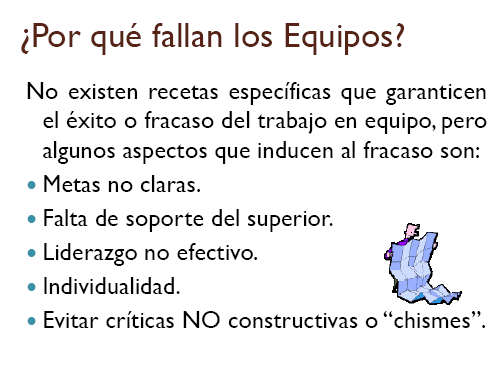 ¿Por qué fallan los Equipos?
No existen recetas específicas que garanticen
el éxito o fracaso del trabajo en equipo, pero
algunos aspectos que inducen al fracaso son:
• Metas no claras.
• Falta de soporte del superior.
• Liderazgo no efectivo.
• Individualidad.
• Evitar críticas NO constructivas o “chismes”.